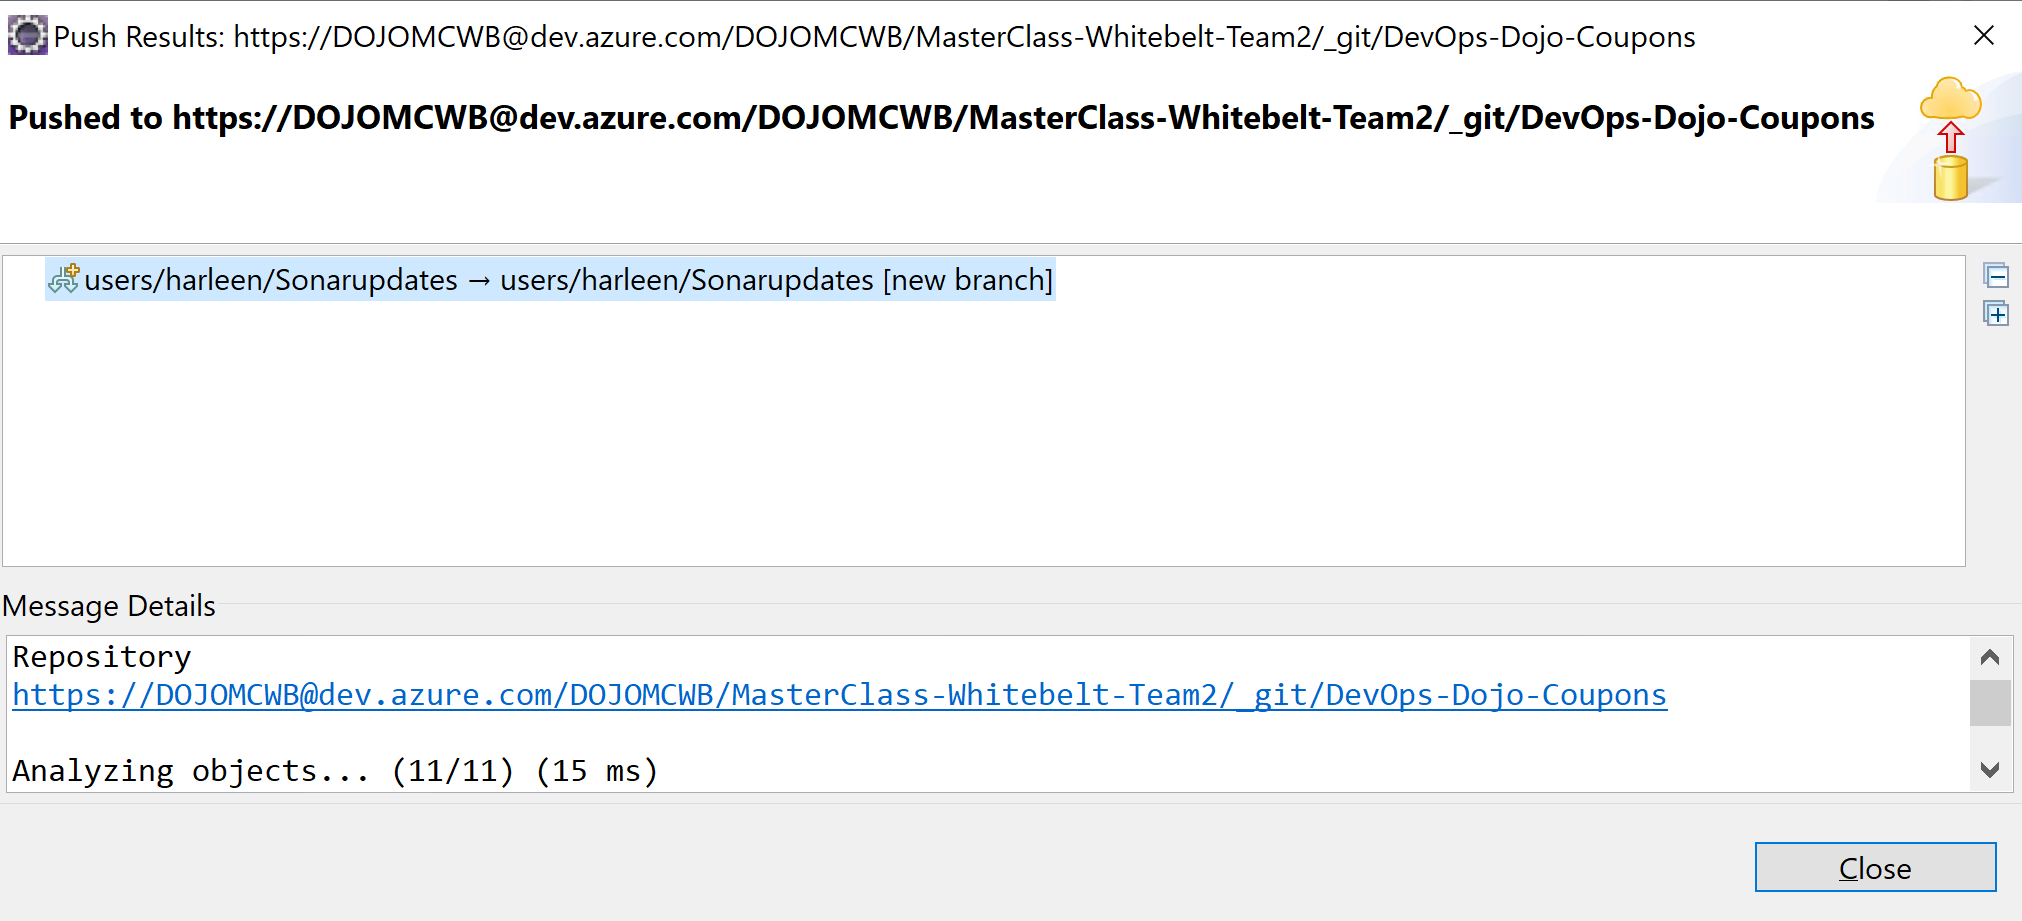 Push Results: https://DOJOMCWB@dev.azure.com/DOJOMCWB/MasterClass-Whitebelt-Team2/_git/DevOps-Dojo-Coupons
Pushed to https://DOJOMCWB@dev.azure.com/DOJOMCWB/MasterClass-Whitebelt-Team2/_git/DevOps-Dojo-Coupons
users/harleen/Sonarupdates → users/harleen/Sonarupdates [new branch]
Message Details
Repository
https://DOJOMCWB@dev.azure.com/DOJOMCWB/MasterClass-Whitebelt-Team2/_git/DevOps-Dojo-Coupons
Analyzing objects... (11/11) (15 ms)
Close